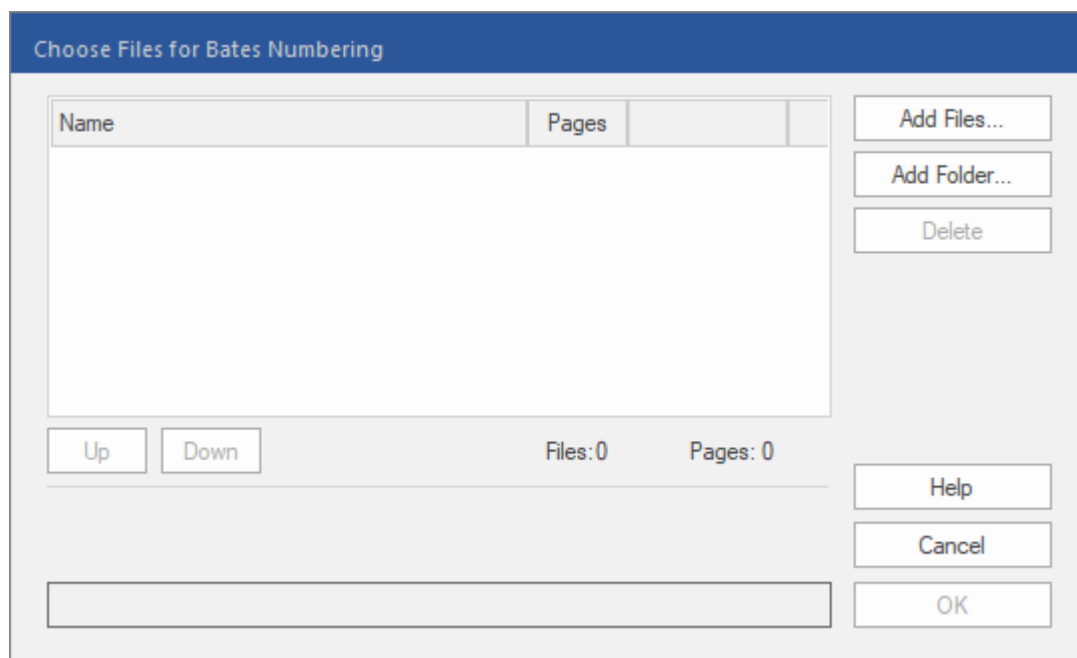 Choose Files for Bates Numbering
Name Pages
Add Files...
Add Folder...
Delete
Up Down Files:0 Pages: 0
Help
Cancel
OK